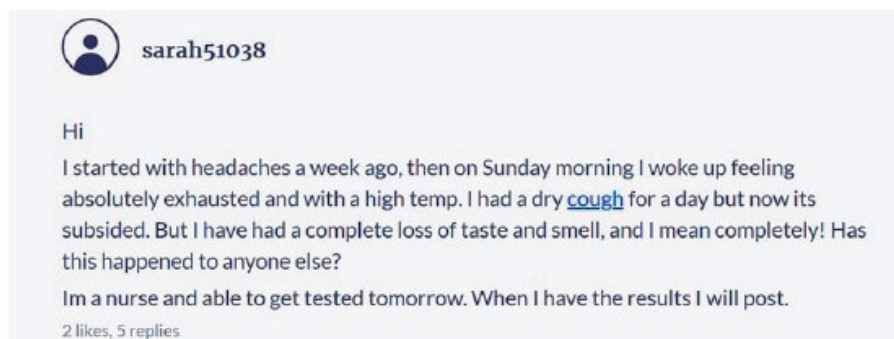 sarah51038
Hi
I started with headaches a week ago, then on Sunday morning I woke up feeling
absolutely exhausted and with a high temp. I had a dry cough for a day but now its
subsided. But I have had a complete loss of taste and smell, and I mean completely! Has
this happened to anyone else?
Im a nurse and able to get tested tomorrow. When I have the results I will post.
2 likes, 5 replies